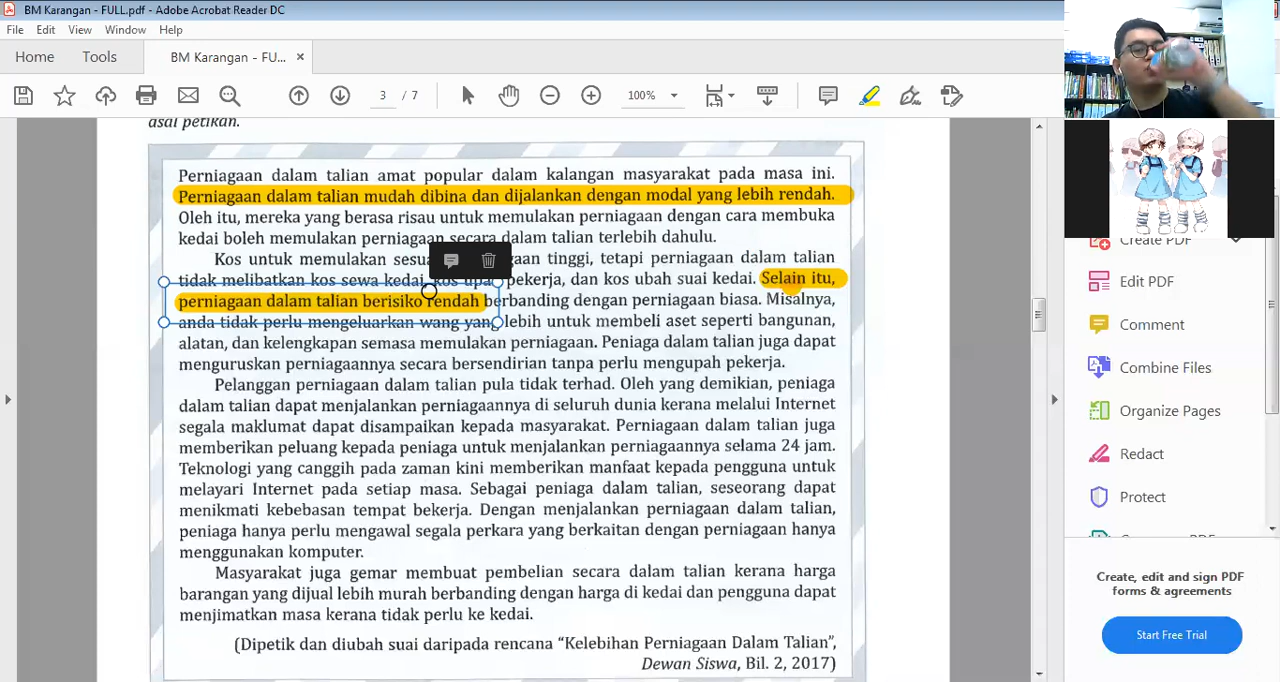 BM Karangan - FULL.pdf - Adobe Acrobat Reader DC
File Edit View Window Help
Home Tools BM Karangan - FU... ×
3 / 7 100%
asal petikan.
Perniagaan dalam talian amat popular dalam kalangan masyarakat pada masa ini.
Perniagaan dalam talian mudah dibina dan dijalankan dengan modal yang lebih rendah.
Oleh itu, mereka yang berasa risau untuk memulakan perniagaan dengan cara membuka
kedai boleh memulakan perniagaan secara dalam talian terlebih dahulu.
Kos untuk memulakan tinggi, tetapi perniagaan dalam talian
tidak melibatkan kos sewa kedai, kos upah pekerja, dan kos ubah suai kedai. Selain itu,
perniagaan dalam talian berisiko rendah berbanding dengan perniagaan biasa. Misalnya,
anda tidak perlu mengeluarkan wang yang lebih untuk membeli aset seperti bangunan,
alatan, dan kelengkapan semasa memulakan perniagaan. Peniaga dalam talian juga dapat
menguruskan perniagaannya secara bersendirian tanpa perlu mengupah pekerja.
Pelanggan perniagaan dalam talian pula tidak terhad. Oleh yang demikian, peniaga
dalam talian dapat menjalankan perniagaannya di seluruh dunia kerana melalui Internet
segala maklumat dapat disampaikan kepada masyarakat. Perniagaan dalam talian juga
memberikan peluang kepada peniaga untuk menjalankan perniagaannya selama 24 jam.
Teknologi yang canggih pada zaman kini memberikan manfaat kepada pengguna untuk
melayari Internet pada setiap masa. Sebagai peniaga dalam talian, seseorang dapat
menikmati kebebasan tempat bekerja. Dengan menjalankan perniagaan dalam talian,
peniaga hanya perlu mengawal segala perkara yang berkaitan dengan perniagaan hanya
menggunakan komputer.
Masyarakat juga gemar membuat pembelian secara dalam talian kerana harga
barangan yang dijual lebih murah berbanding dengan harga di kedai dan pengguna dapat
menjimatkan masa kerana tidak perlu ke kedai.
(Dipetik dan diubah suai daripada rencana “Kelebihan Perniagaan Dalam Talian”,
Dewan Siswa, Bil. 2, 2017)
Create PDF
Edit PDF
Comment
Combine Files
Organize Pages
Redact
Protect
Create, edit and sign PDF
forms & agreements
Start Free Trial